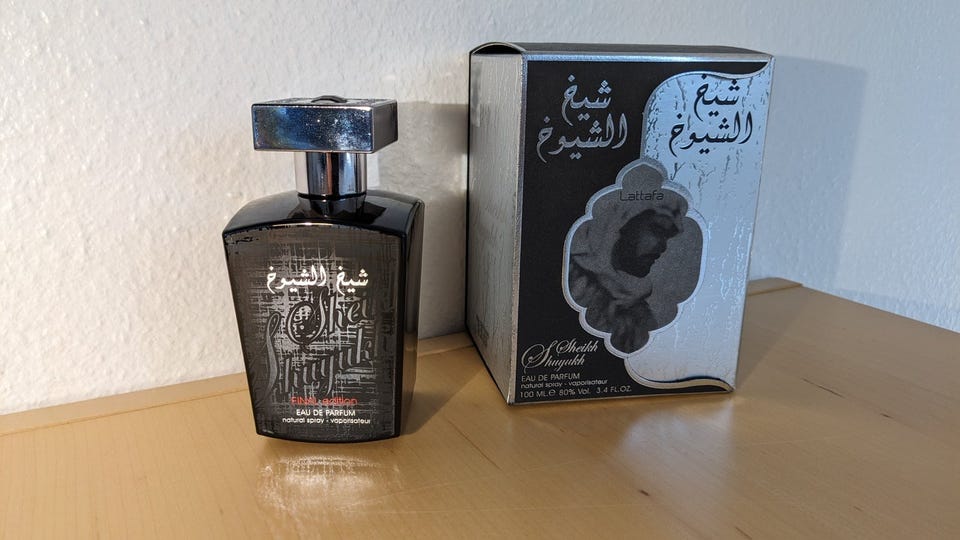 شيخ الشيوخ
Sheikh
Shuyukh
FINAL edition
EAU DE PARFUM
natural spray - vaporisateur
شيخ
الشيوخ
شيخ
الشيوخ
Lattafa
Sheikh
Shuyukh
EAU DE PARFUM
natural spray - vaporisateur
100 ML.℮ 80% Vol. 3.4 FL.OZ.